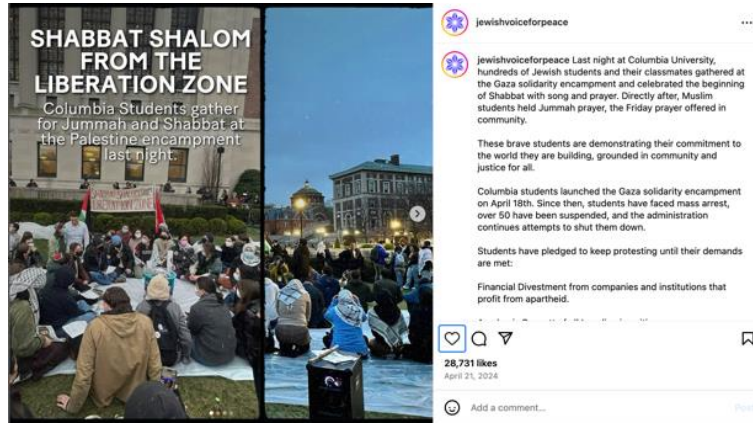 SHABBAT SHALOM
FROM THE
LIBERATION ZONE
Columbia Students gather
for Jummah and Shabbat at
the Palestine encampment
last night.
SHABBAT SHALOM
LIBERATION ZONE
jewishvoiceforpeace
jewishvoiceforpeace Last night at Columbia University,
hundreds of Jewish students and their classmates gathered at
the Gaza solidarity encampment and celebrated the beginning
of Shabbat with song and prayer. Directly after, Muslim
students held Jummah prayer, the Friday prayer offered in
community.
These brave students are demonstrating their commitment to
the world they are building, grounded in community and
justice for all.
Columbia students launched the Gaza solidarity encampment
on April 18th. Since then, students have faced mass arrest,
over 50 have been suspended, and the administration
continues attempts to shut them down.
Students have pledged to keep protesting until their demands
are met:
Financial Divestment from companies and institutions that
profit from apartheid.
28,731 likes
April 21, 2024
Add a comment...
Post